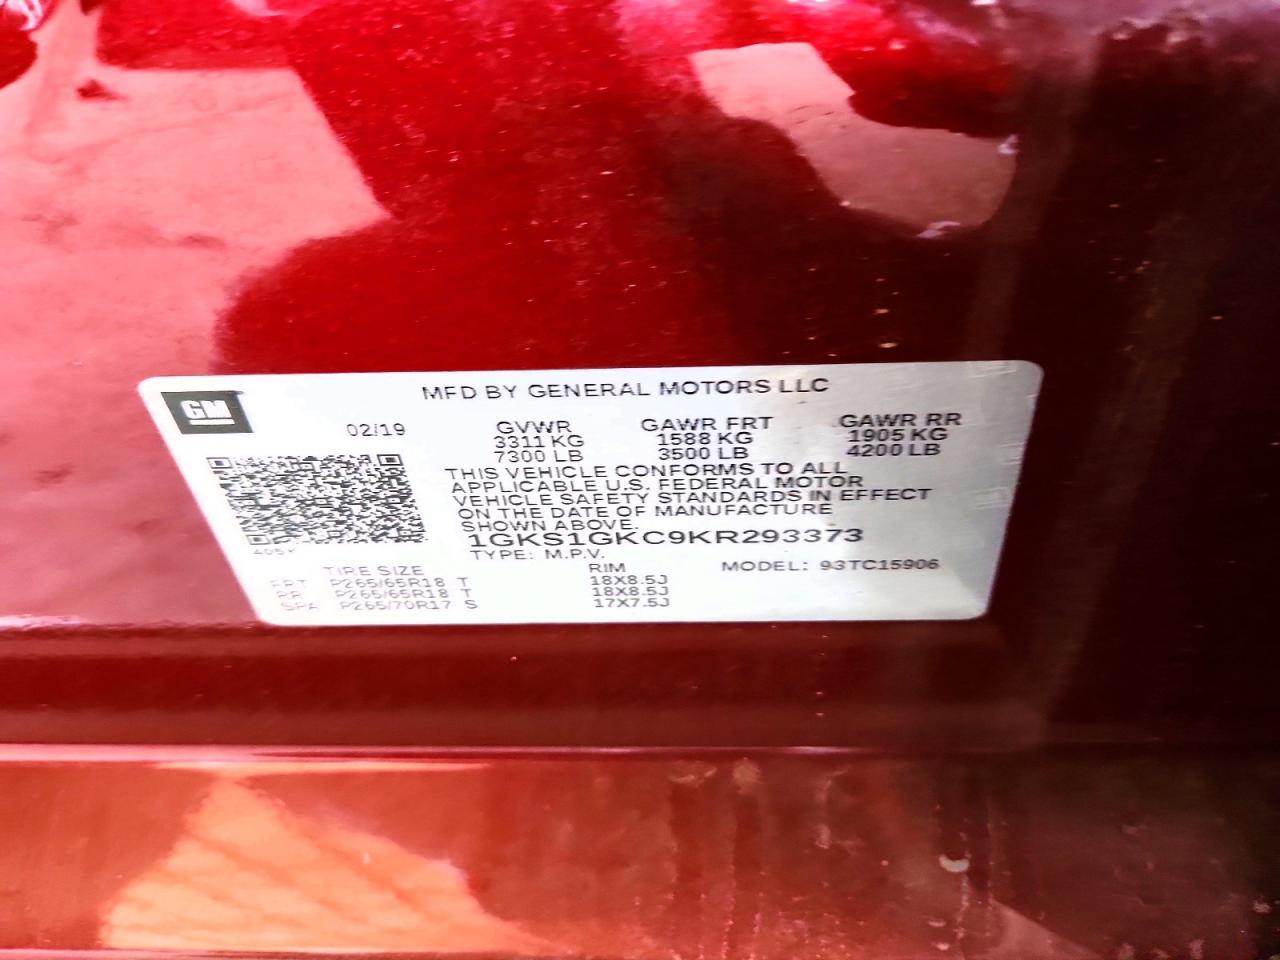 GM
MFD BY GENERAL MOTORS LLC
02/19 GVWR GAWR FRT GAWR RR
3311 KG 1588 KG 1905 KG
7300 LB 3500 LB 4200 LB
THIS VEHICLE CONFORMS TO ALL
APPLICABLE U.S. FEDERAL MOTOR
VEHICLE SAFETY STANDARDS IN EFFECT
ON THE DATE OF MANUFACTURE
SHOWN ABOVE.
1GKS1GKC9KR293373
TYPE: M.P.V.
TIRE SIZE RIM MODEL: 93TC15906
FRT P265/65R18 T 18X8.5J
RR P265/65R18 T 18X8.5J
SPA P265/70R17 S 17X7.5J